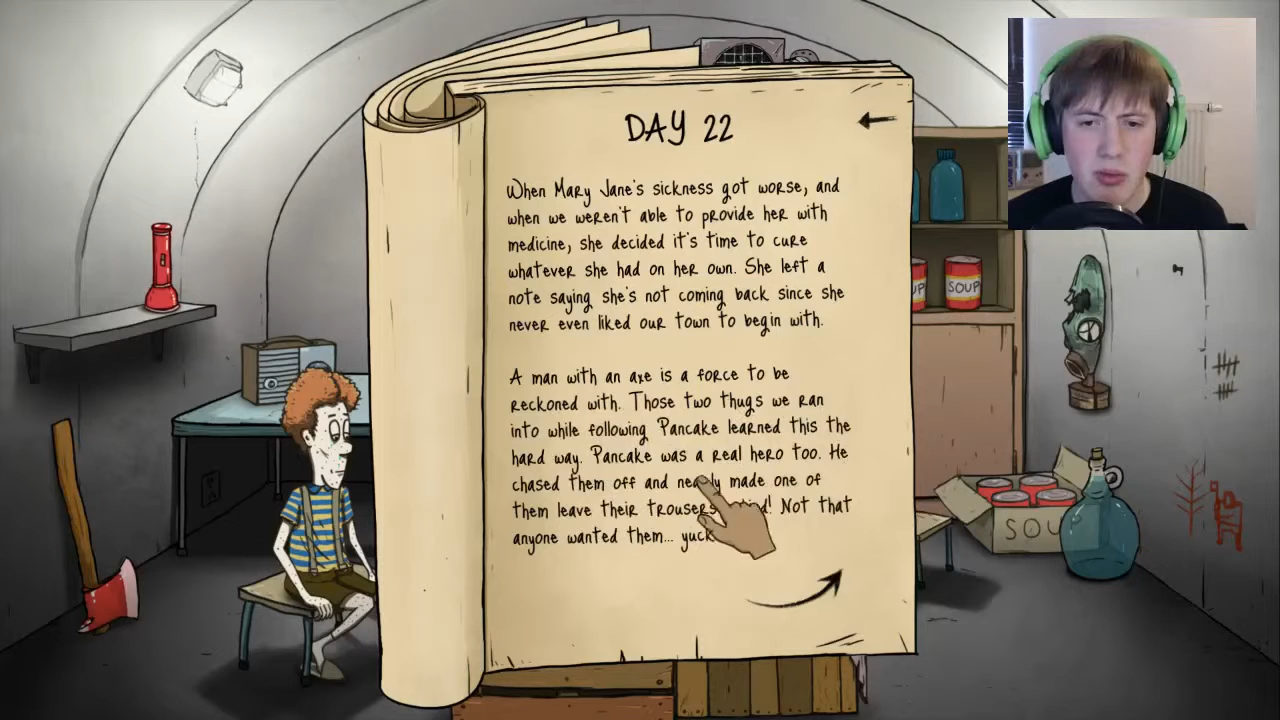 DAY 22
When Mary Jane's sickness got worse, and
when we weren't able to provide her with
medicine, she decided it's time to cure
whatever she had on her own. She left a
note saying she's not coming back since she
never even liked our town to begin with.
A man with an axe is a force to be
reckoned with. Those two thugs we ran
into while following Pancake learned this the
hard way. Pancake was a real hero too. He
chased them off and nearly made one of
them leave their trousers behind! Not that
anyone wanted them... yuck
UP
SOUP
SOU